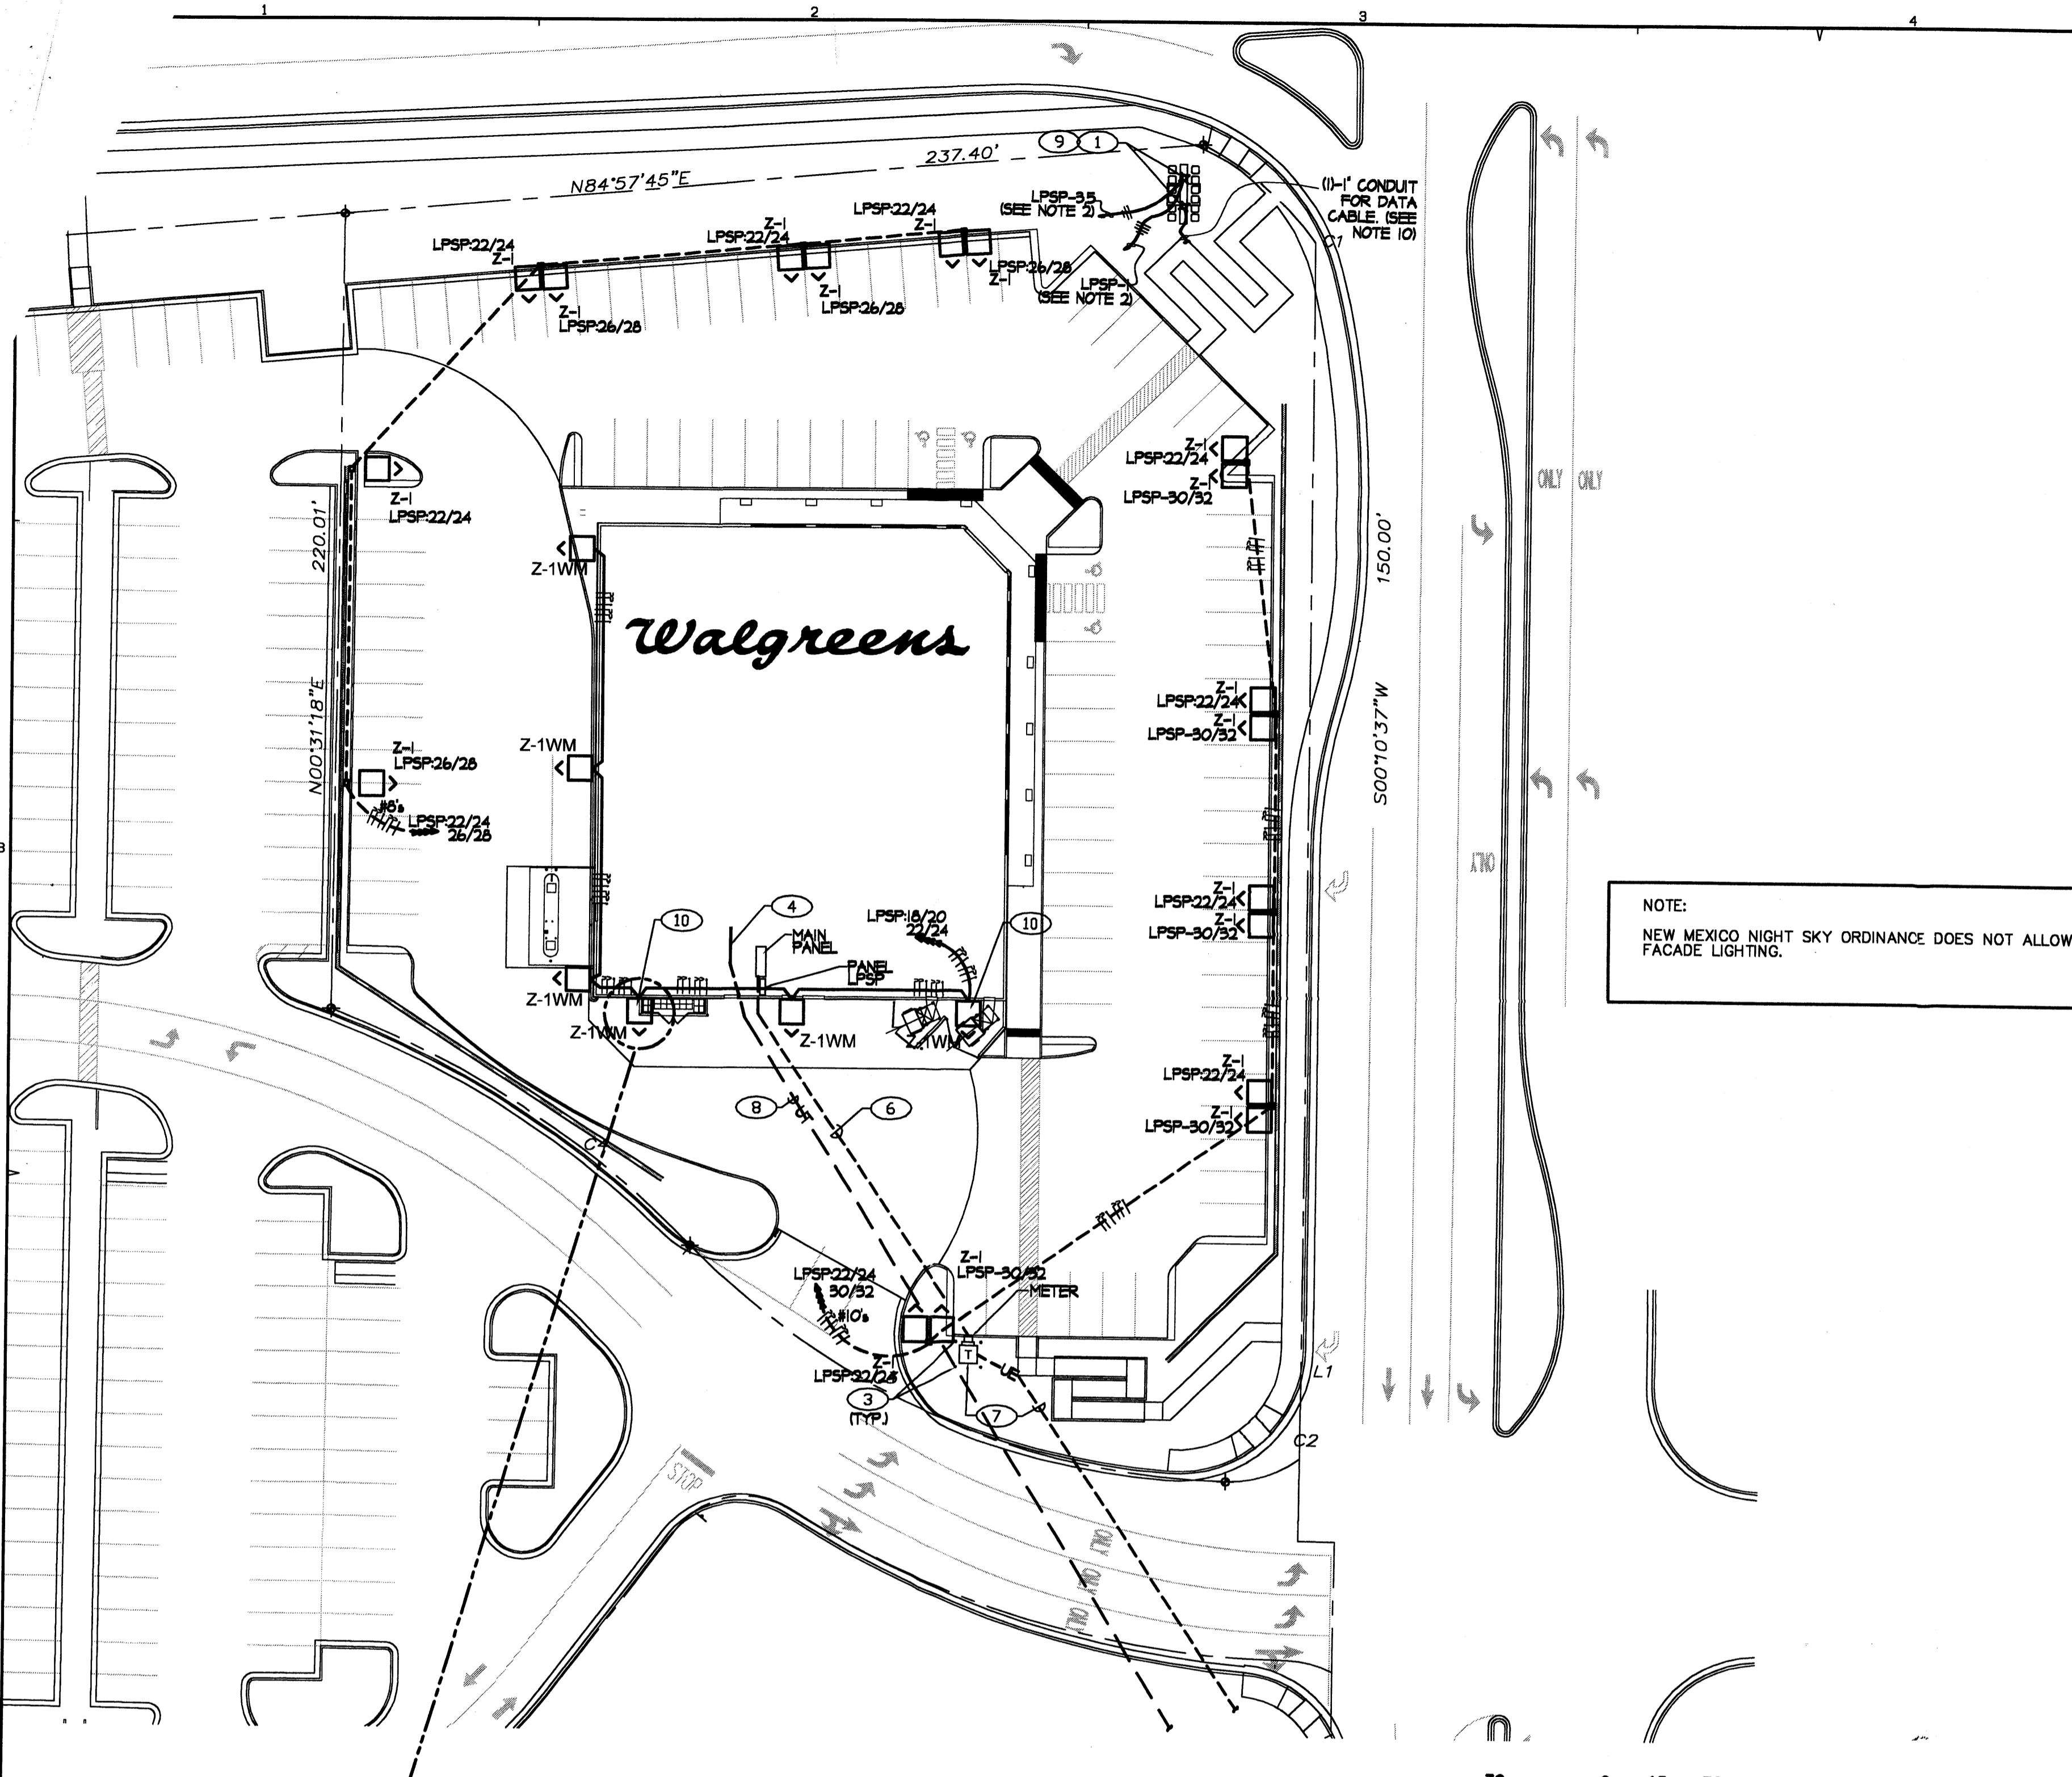 1
2
3
4
237.40'
N84°57'45"E
9
1
LPSP-35
(SEE NOTE 2)
(1)-1" CONDUIT
FOR DATA
CABLE. (SEE
NOTE 10)
C1
LPSP:22/24
Z-1
Z-1
LPSP:22/24
LPSP:22/24
Z-1
LPSP:26/28
Z-1
LPSP-1
(SEE NOTE 2)
Z-1
LPSP:26/28
Z-1
LPSP:26/28
Z-1
LPSP:22/24
Z-1
LPSP-30/32
ONLY
ONLY
Z-1
LPSP:22/24
220.01'
150.00'
Z-1WM
Walgreens
N00°31'18"E
S00°10'37"W
Z-1
LPSP:22/24
Z-1
LPSP-30/32
Z-1WM
Z-1
LPSP:26/28
#8's
LPSP:22/24
26/28
ONLY
Z-1
LPSP:22/24
Z-1
LPSP-30/32
NOTE:
NEW MEXICO NIGHT SKY ORDINANCE DOES NOT ALLOW
FACADE LIGHTING.
10
4
MAIN
PANEL
LPSP:18/20
22/24
10
PANEL
LPSP
Z-1WM
Z-1WM
Z-1WM
Z-1WM
Z-1
LPSP:22/24
Z-1
LPSP-30/32
8
6
Z-1
LPSP-30/32
LPSP:22/24
30/32
#10's
METER
T
UE
Z-1
3
(TYP.)
7
L1
C2
STOP
ONLY
ONLY
ONLY